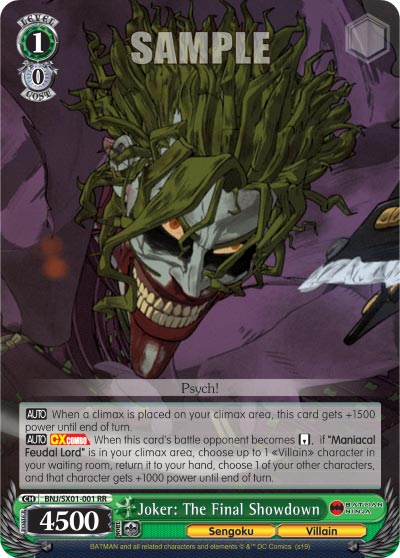 LEVEL
1
0
COST
SAMPLE
Psych!
AUTO When a climax is placed on your climax area, this card gets +1500
power until end of turn.
AUTO CXCOMBO When this card's battle opponent becomes , if "Maniacal
Feudal Lord" is in your climax area, choose up to 1 «Villain» character in
your waiting room, return it to your hand, choose 1 of your other characters,
and that character gets +1000 power until end of turn.
CH BNJ/SX01-001 RR
Joker: The Final Showdown
BATMAN
NINJA
POWER
4500
Sengoku
Villain
BATMAN and all related characters and elements © & ™ DC Comics. (s19)